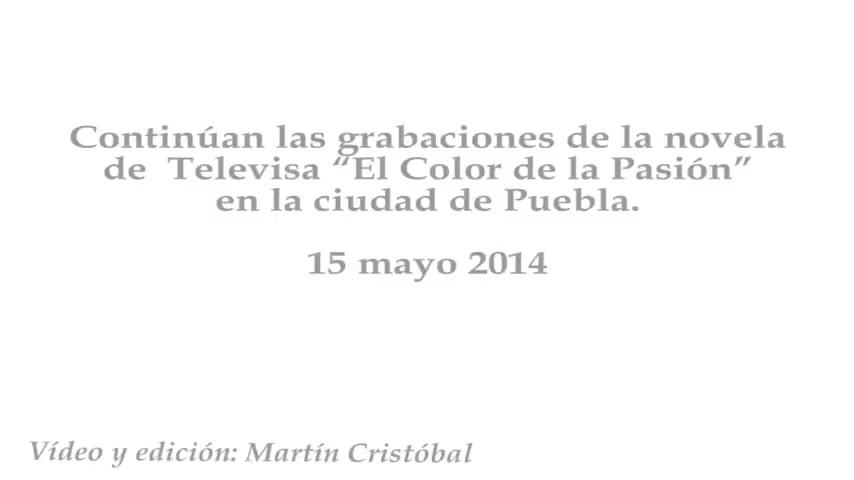 Continúan las grabaciones de la novela
de Televisa “El Color de la Pasión”
en la ciudad de Puebla.
15 mayo 2014
Vídeo y edición: Martín Cristóbal